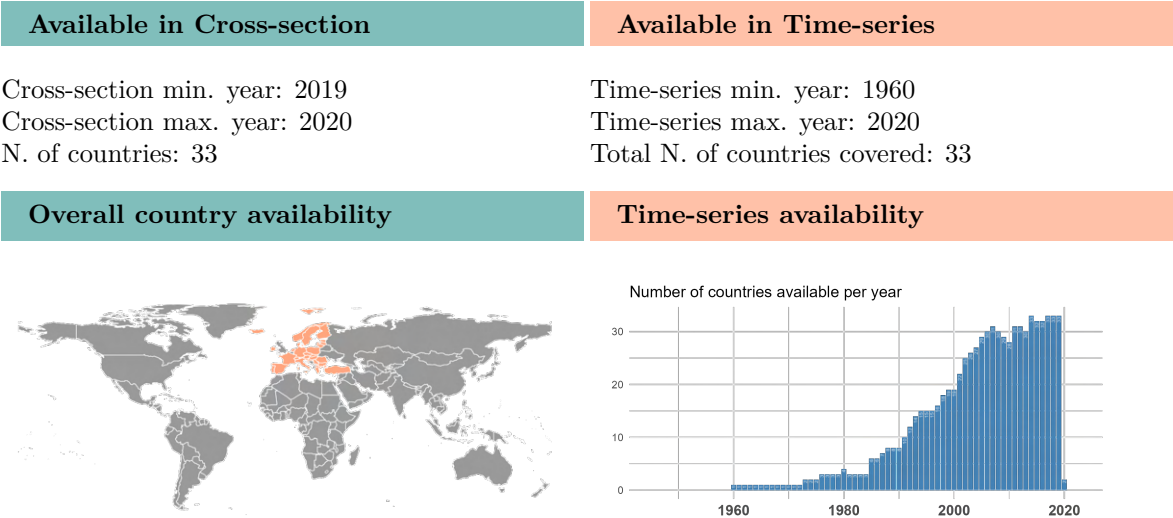 Available in Cross-section
Available in Time-series
Cross-section min. year: 2019
Cross-section max. year: 2020
N. of countries: 33
Time-series min. year: 1960
Time-series max. year: 2020
Total N. of countries covered: 33
Overall country availability
Time-series availability
Number of countries available per year
30
20
10
0
1960
1980
2000
2020